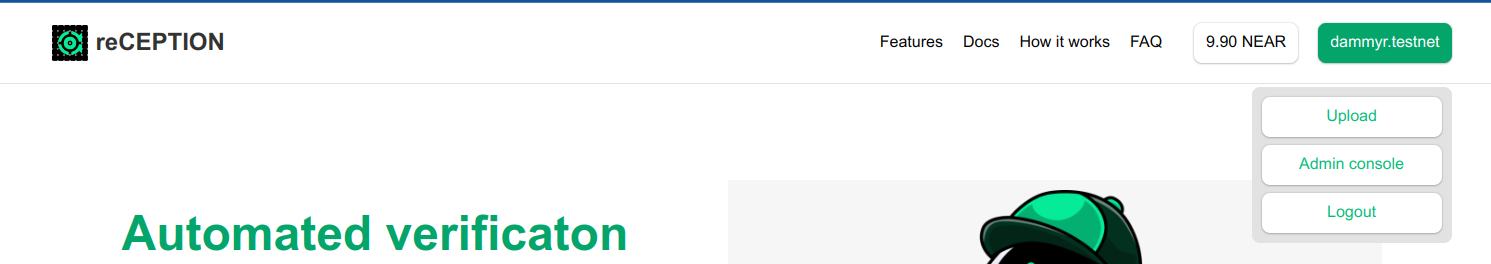 reCEPTION
Features
Docs
How it works
FAQ
9.90 NEAR
dammyr.testnet
Upload
Admin console
Logout
Automated verificaton